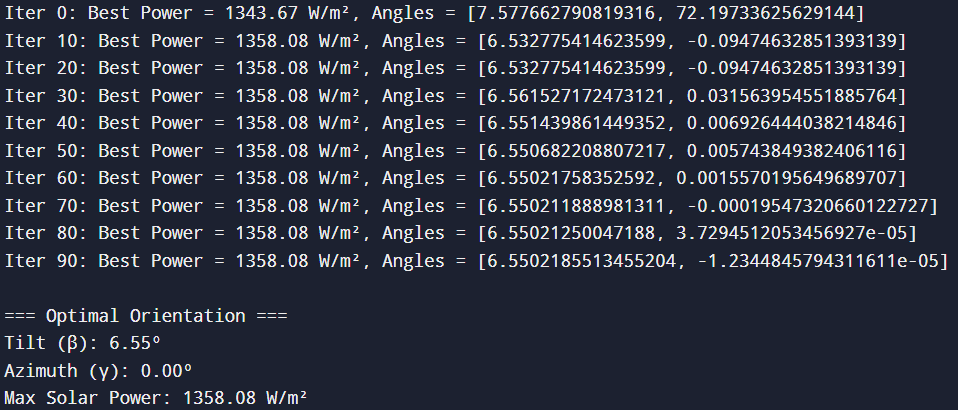 Iter 0: Best Power = 1343.67 W/m², Angles = [7.577662790819316, 72.19733625629144]
Iter 10: Best Power = 1358.08 W/m², Angles = [6.532775414623599, -0.09474632851393139]
Iter 20: Best Power = 1358.08 W/m², Angles = [6.532775414623599, -0.09474632851393139]
Iter 30: Best Power = 1358.08 W/m², Angles = [6.561527172473121, 0.031563954551885764]
Iter 40: Best Power = 1358.08 W/m², Angles = [6.551439861449352, 0.006926444038214846]
Iter 50: Best Power = 1358.08 W/m², Angles = [6.550682208807217, 0.005743849382406116]
Iter 60: Best Power = 1358.08 W/m², Angles = [6.55021758352592, 0.0015570195649689707]
Iter 70: Best Power = 1358.08 W/m², Angles = [6.550211888981311, -0.00019547320660122727]
Iter 80: Best Power = 1358.08 W/m², Angles = [6.55021250047188, 3.7294512053456927e-05]
Iter 90: Best Power = 1358.08 W/m², Angles = [6.5502185513455204, -1.2344845794311611e-05]
=== Optimal Orientation ===
Tilt (β): 6.55º
Azimuth (γ): 0.00º
Max Solar Power: 1358.08 W/m²